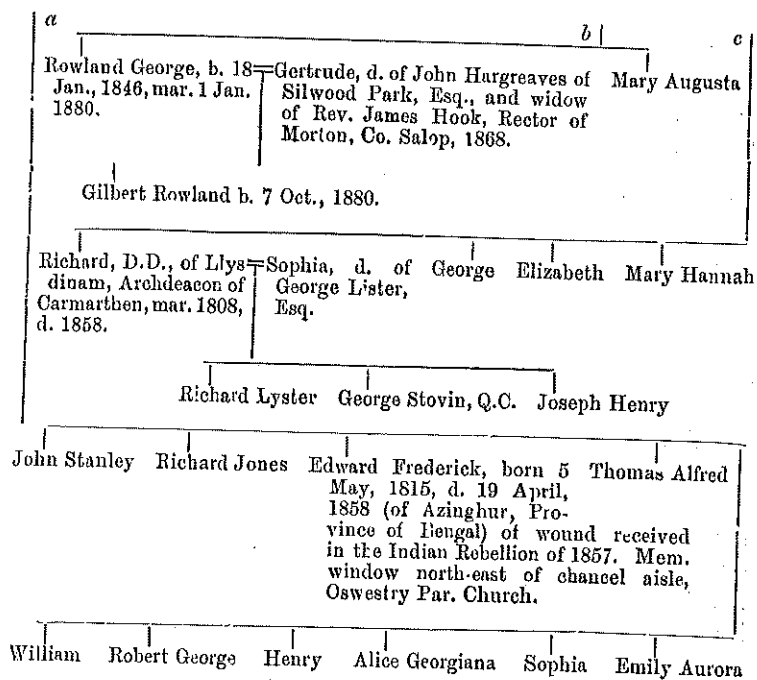 a b c
Rowland George, b. 18 Gertrude, d. of John Hargreaves of Mary Augusta
Jan., 1846, mar. 1 Jan. Silwood Park, Esq., and widow
1880. of Rev. James Hook, Rector of
Morton, Co. Salop, 1868.
Gilbert Rowland b. 7 Oct., 1880.
Richard, D.D., of Llys- Sophia, d. of George Elizabeth Mary Hannah
dinam, Archdeacon of George Lister,
Carmarthen, mar. 1808, Esq.
d. 1858.
Richard Lyster George Stovin, Q.C. Joseph Henry
John Stanley Richard Jones Edward Frederick, born 5 Thomas Alfred
May, 1815, d. 19 April,
1858 (of Azinghur, Pro-
vince of Bengal) of wound received
in the Indian Rebellion of 1857. Mem.
window north-east of chancel aisle,
Oswestry Par. Church.
William Robert George Henry Alice Georgiana Sophia Emily Aurora